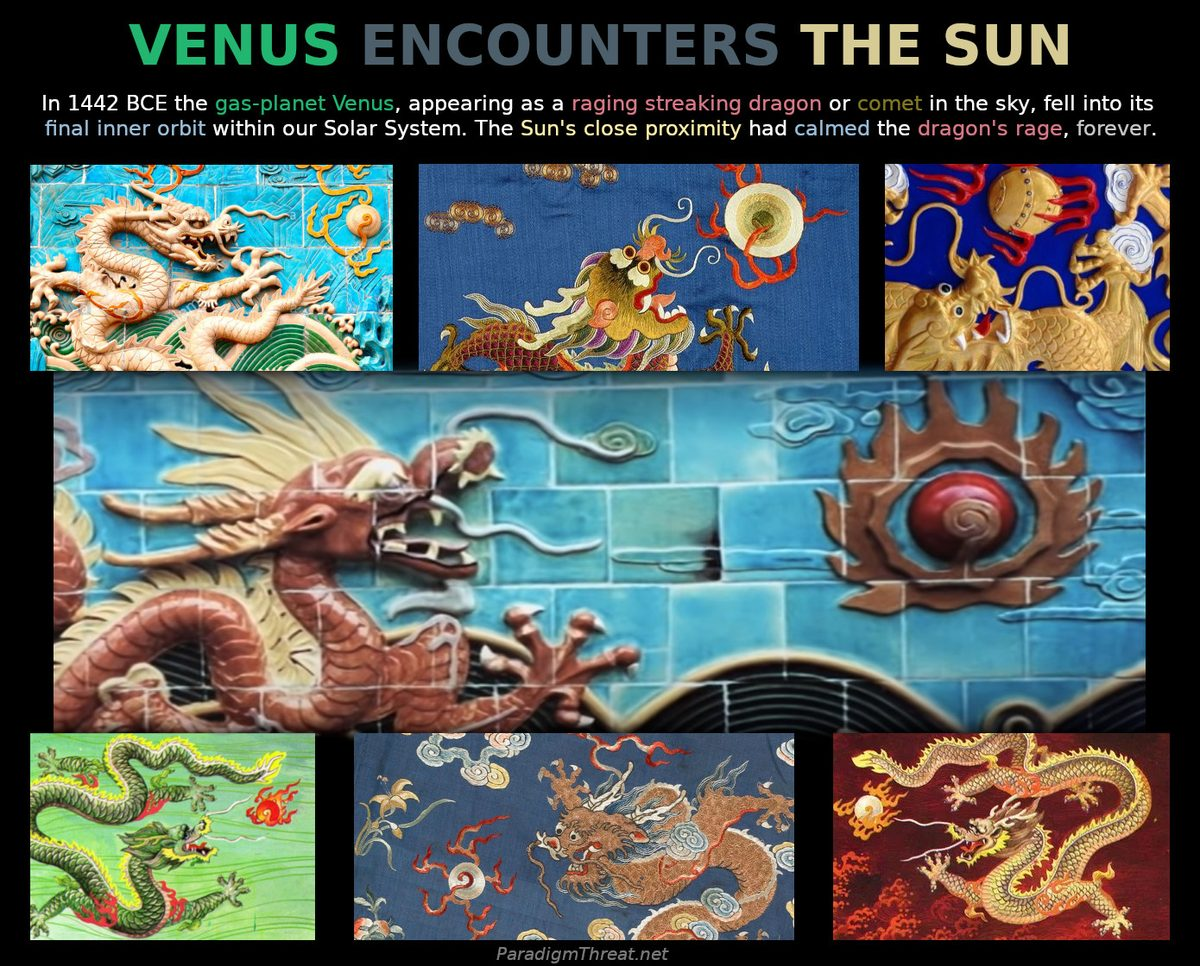 VENUS ENCOUNTERS THE SUN
In 1442 BCE the gas-planet Venus, appearing as a raging streaking dragon or comet in the sky, fell into its
final inner orbit within our Solar System. The Sun's close proximity had calmed the dragon's rage, forever.
ParadigmThreat.net